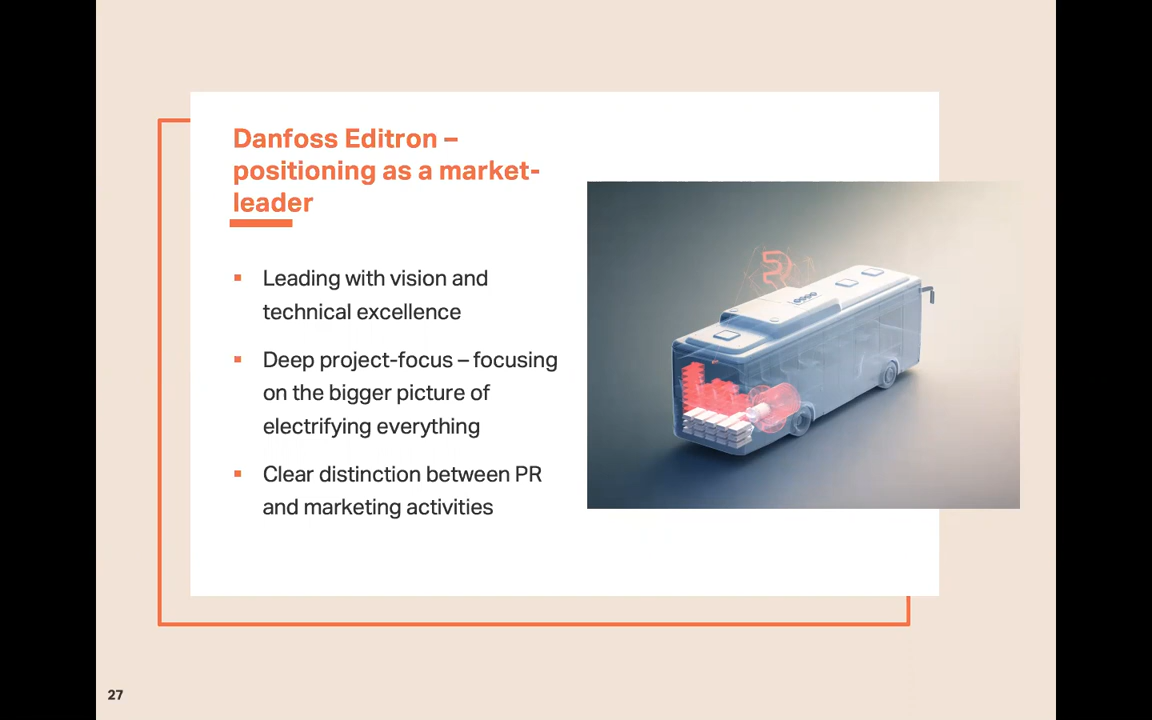 Danfoss Editron –
positioning as a market-
leader
▪ Leading with vision and
technical excellence
▪ Deep project-focus – focusing
on the bigger picture of
electrifying everything
▪ Clear distinction between PR
and marketing activities
27